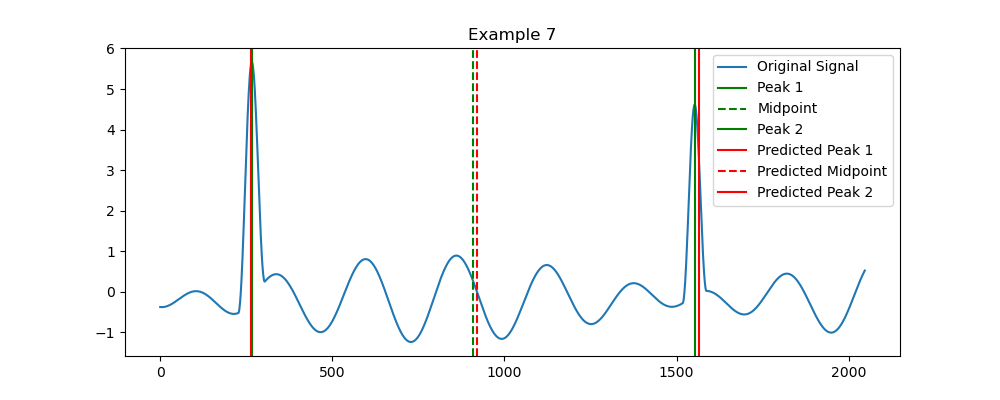 Example 7
6
5
4
3
2
1
0
−1
0
500
1000
1500
2000
Original Signal
Peak 1
Midpoint
Peak 2
Predicted Peak 1
Predicted Midpoint
Predicted Peak 2